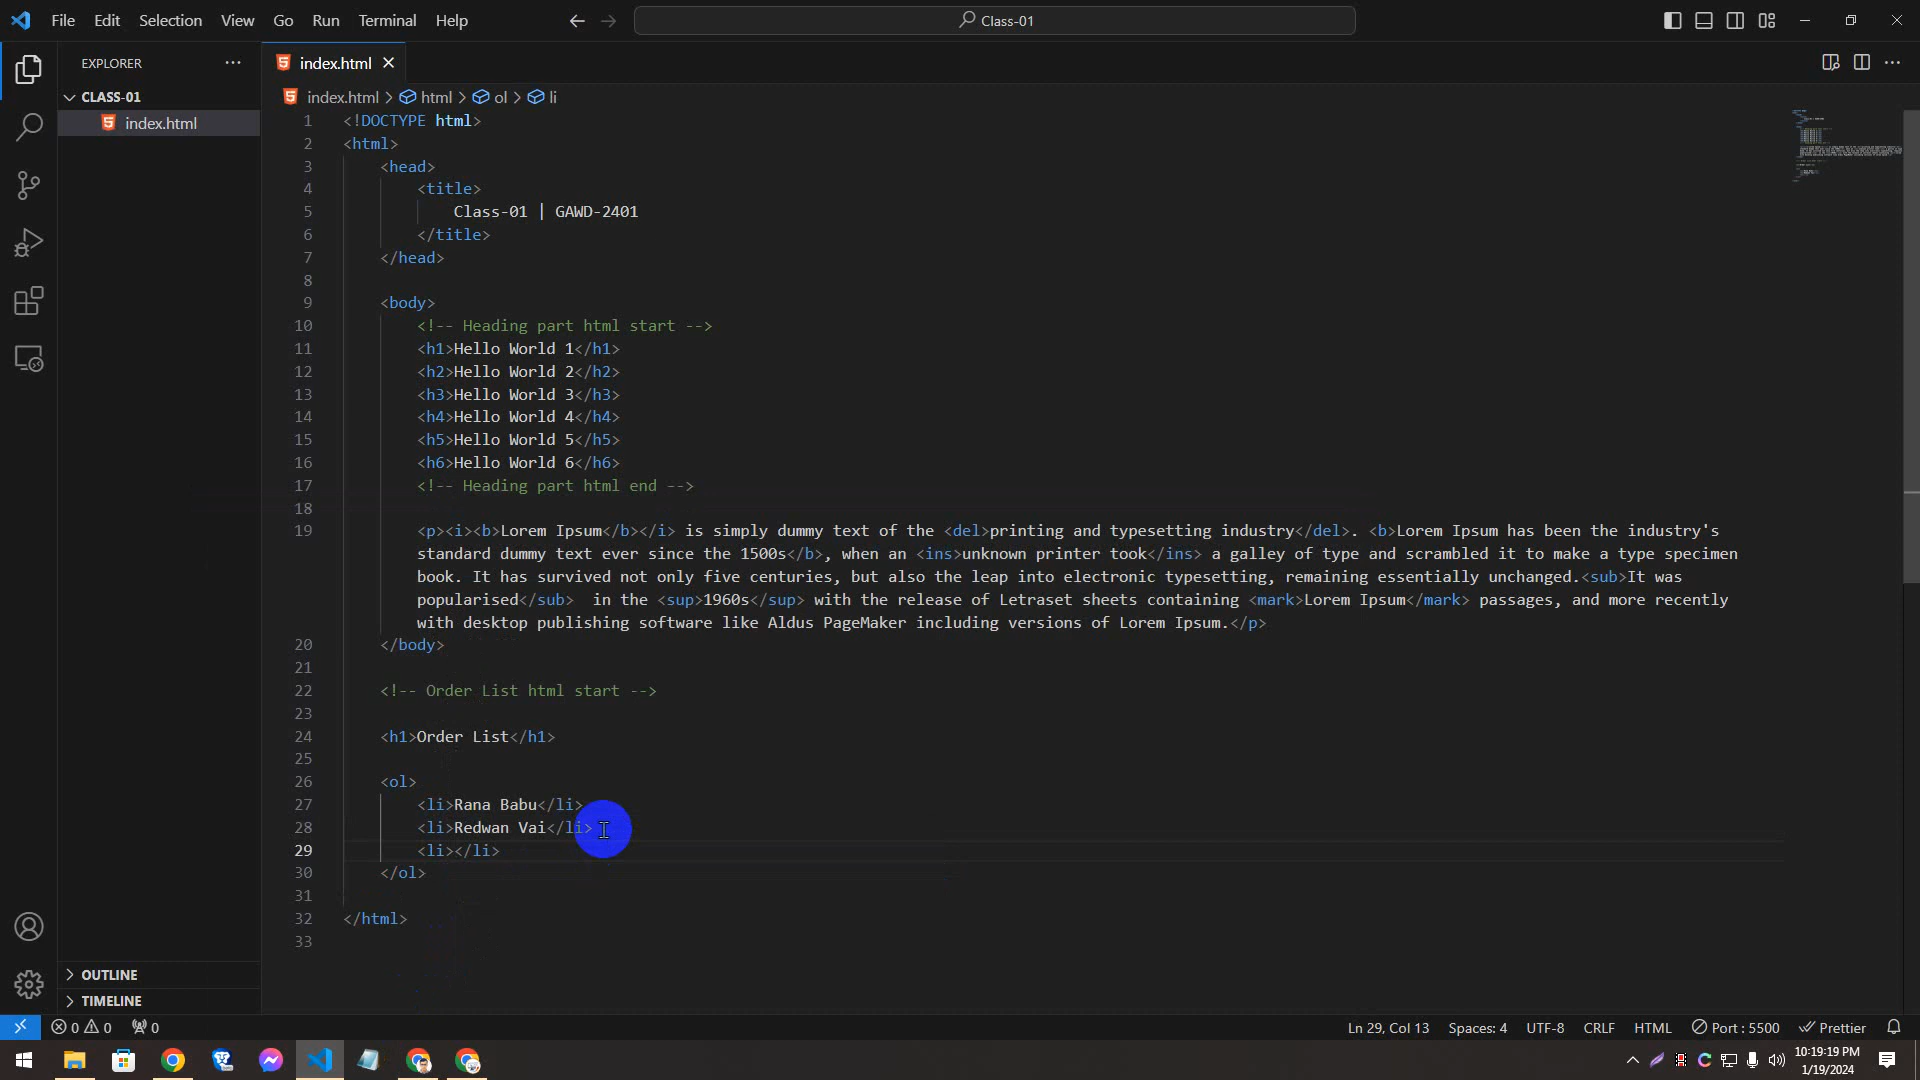 File Edit Selection View Go Run Terminal Help
Class-01
EXPLORER
index.html
CLASS-01
index.html
index.html > html > ol > li
1 <!DOCTYPE html>
2 <html>
3 <head>
4 <title>
5 Class-01 | GAWD-2401
6 </title>
7 </head>
8
9 <body>
10 <!-- Heading part html start -->
11 <h1>Hello World 1</h1>
12 <h2>Hello World 2</h2>
13 <h3>Hello World 3</h3>
14 <h4>Hello World 4</h4>
15 <h5>Hello World 5</h5>
16 <h6>Hello World 6</h6>
17 <!-- Heading part html end -->
18
19 <p><i><b>Lorem Ipsum</b></i> is simply dummy text of the <del>printing and typesetting industry</del>. <b>Lorem Ipsum has been the industry's
standard dummy text ever since the 1500s</b>, when an <ins>unknown printer took</ins> a galley of type and scrambled it to make a type specimen
book. It has survived not only five centuries, but also the leap into electronic typesetting, remaining essentially unchanged.<sub>It was
popularised</sub>  in the <sup>1960s</sup> with the release of Letraset sheets containing <mark>Lorem Ipsum</mark> passages, and more recently
with desktop publishing software like Aldus PageMaker including versions of Lorem Ipsum.</p>
20 </body>
21
22 <!-- Order List html start -->
23
24 <h1>Order List</h1>
25
26 <ol>
27 <li>Rana Babu</li>
28 <li>Redwan Vai</li>
29 <li></li>
30 </ol>
31
32 </html>
33
OUTLINE
TIMELINE
0 0 0
Ln 29, Col 13 Spaces: 4 UTF-8 CRLF HTML Port : 5500 Prettier
10:19:19 PM
1/19/2024